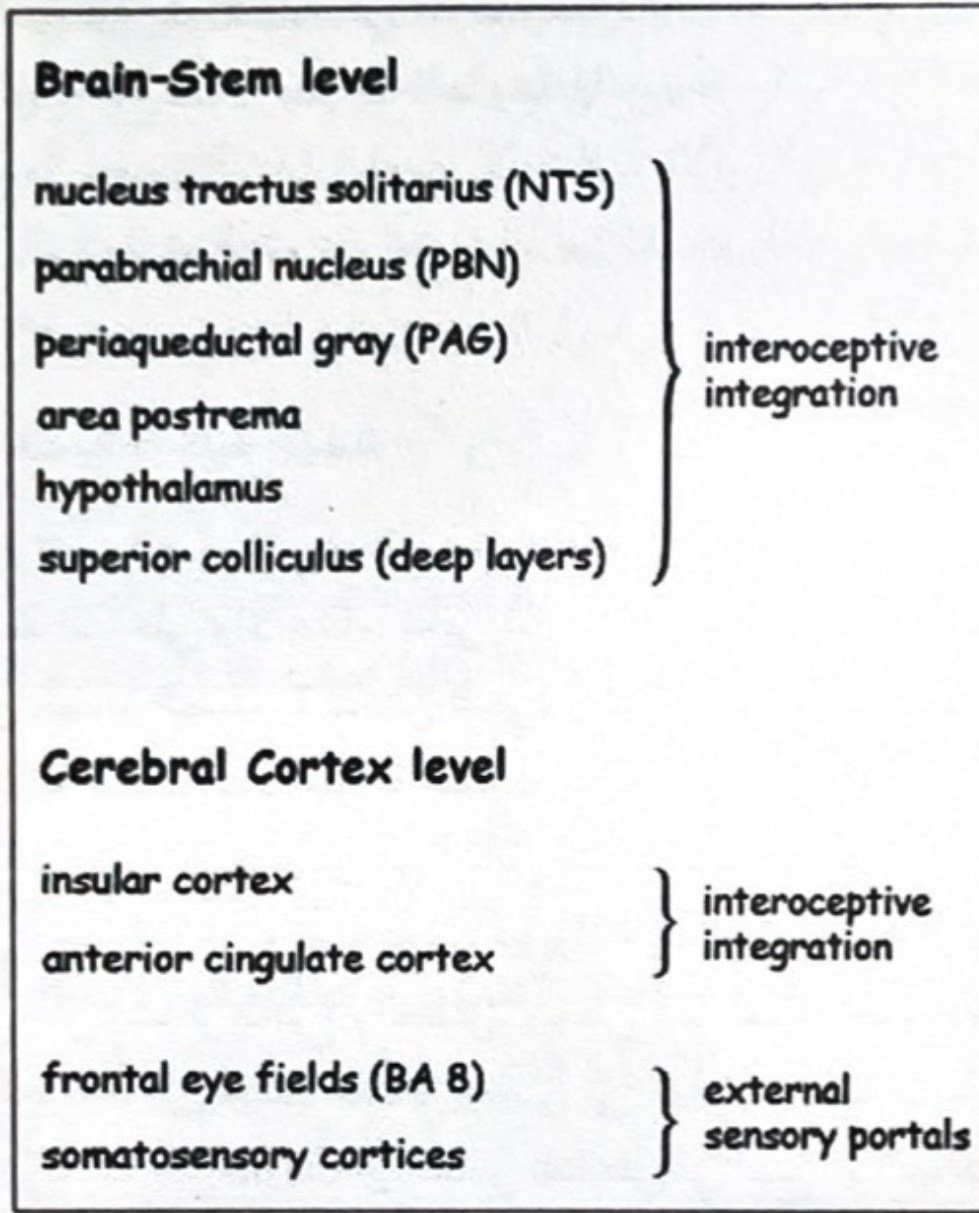 Brain-Stem level
nucleus tractus solitarius (NTS)
parabrachial nucleus (PBN)
periaqueductal gray (PAG)
area postrema
hypothalamus
superior colliculus (deep layers)
interoceptive
integration
Cerebral Cortex level
insular cortex
anterior cingulate cortex
interoceptive
integration
frontal eye fields (BA 8)
somatosensory cortices
external
sensory portals